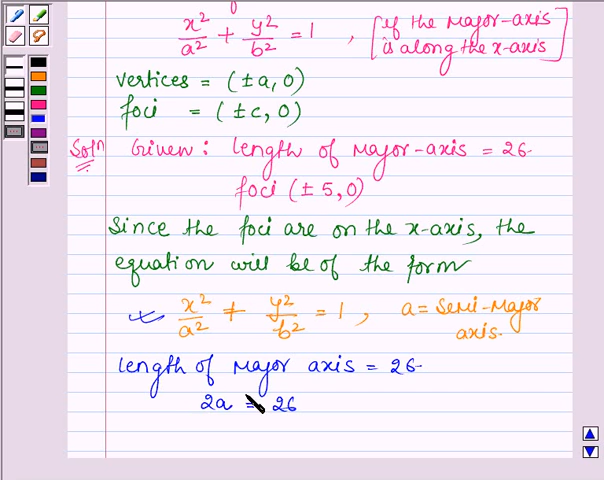 x²/a² + y²/b² = 1 , [if the Major-axis
is along the x-axis]
vertices = (±a, 0)
foci = (±c, 0)
Solⁿ Given : length of Major-axis = 26
foci (±5, 0)
Since the foci are on the x-axis, the
equation will be of the form
x²/a² + y²/b² = 1 , a = Semi-Major
axis.
length of Major axis = 26
2a = 26